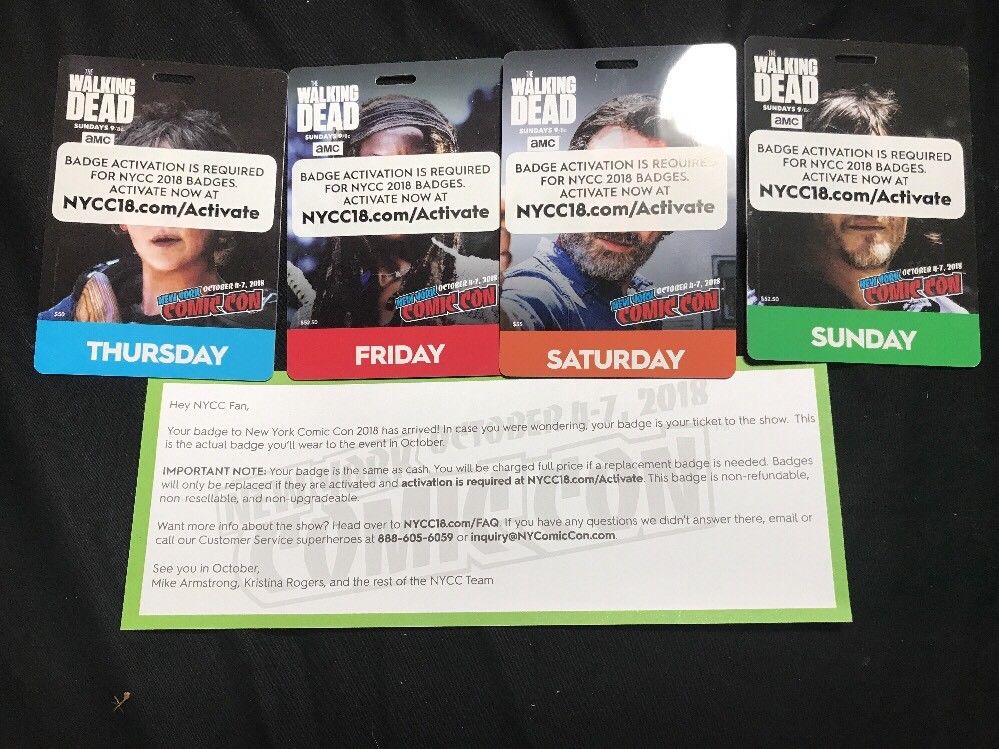 THE
WALKING
DEAD
SUNDAYS 9/8c
amc
BADGE ACTIVATION IS REQUIRED
FOR NYCC 2018 BADGES.
ACTIVATE NOW AT
NYCC18.com/Activate
NEW YORK OCTOBER 4-7, 2018
COMIC CON
$50
THURSDAY
THE
WALKING
DEAD
SUNDAYS 9/8c
amc
BADGE ACTIVATION IS REQUIRED
FOR NYCC 2018 BADGES.
ACTIVATE NOW AT
NYCC18.com/Activate
NEW YORK OCTOBER 4-7, 2018
COMIC CON
$52.50
FRIDAY
THE
WALKING
DEAD
SUNDAYS 9/8c
amc
BADGE ACTIVATION IS REQUIRED
FOR NYCC 2018 BADGES.
ACTIVATE NOW AT
NYCC18.com/Activate
NEW YORK OCTOBER 4-7, 2018
COMIC CON
$55
SATURDAY
THE
WALKING
DEAD
SUNDAYS 9/8c
amc
BADGE ACTIVATION IS REQUIRED
FOR NYCC 2018 BADGES.
ACTIVATE NOW AT
NYCC18.com/Activate
NEW YORK OCTOBER 4-7, 2018
COMIC CON
$52.50
SUNDAY
Hey NYCC Fan,
Your badge to New York Comic Con 2018 has arrived! In case you were wondering, your badge is your ticket to the show. This
is the actual badge you'll wear to the event in October.
IMPORTANT NOTE: Your badge is the same as cash. You will be charged full price if a replacement badge is needed. Badges
will only be replaced if they are activated and activation is required at NYCC18.com/Activate. This badge is non-refundable,
non-resellable, and non-upgradeable.
Want more info about the show? Head over to NYCC18.com/FAQ. If you have any questions we didn't answer there, email or
call our Customer Service superheroes at 888-605-6059 or inquiry@NYComicCon.com.
See you in October,
Mike Armstrong, Kristina Rogers, and the rest of the NYCC Team
NEW YORK OCTOBER 4-7, 2018
COMIC CON